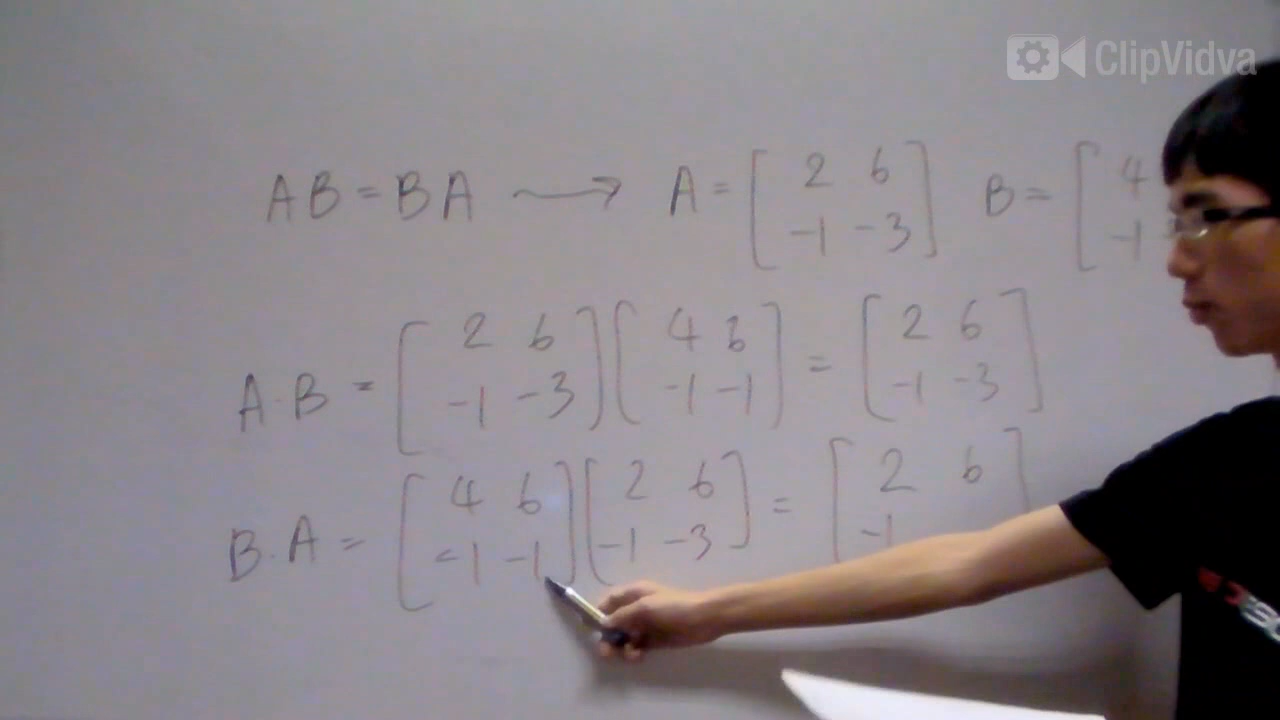 ClipVidva
AB = BA → A = [2 6; -1 -3] B = [4; -1
A.B = [2 6; -1 -3] [4 6; -1 -1] = [2 6; -1 -3]
B.A = [4 6; -1 -1] [2 6; -1 -3] = [2 6; -1]